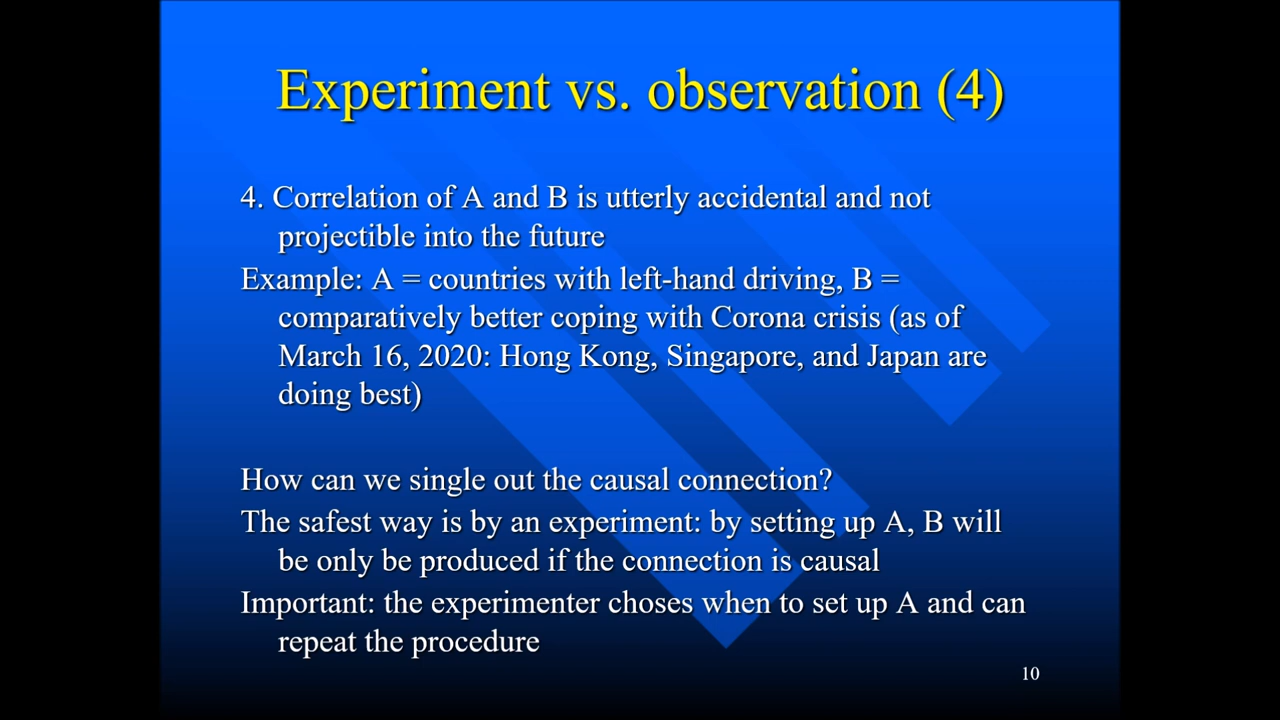 Experiment vs. observation (4)
4. Correlation of A and B is utterly accidental and not
projectible into the future
Example: A = countries with left-hand driving, B =
comparatively better coping with Corona crisis (as of
March 16, 2020: Hong Kong, Singapore, and Japan are
doing best)
How can we single out the causal connection?
The safest way is by an experiment: by setting up A, B will
be only be produced if the connection is causal
Important: the experimenter choses when to set up A and can
repeat the procedure
10